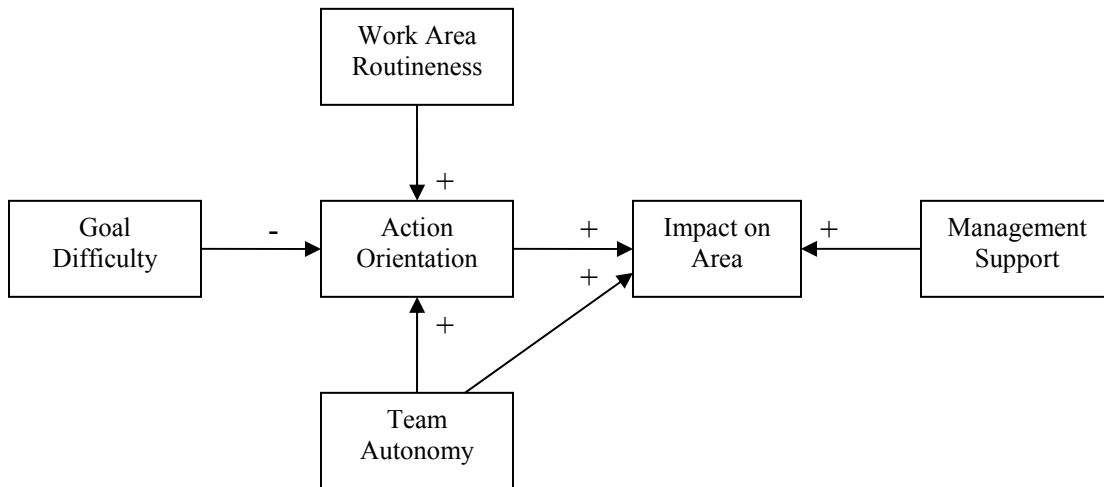 Work Area
Routineness
+
Goal
Difficulty
-
Action
Orientation
+
Impact on
Area
+
Management
Support
+
+
Team
Autonomy